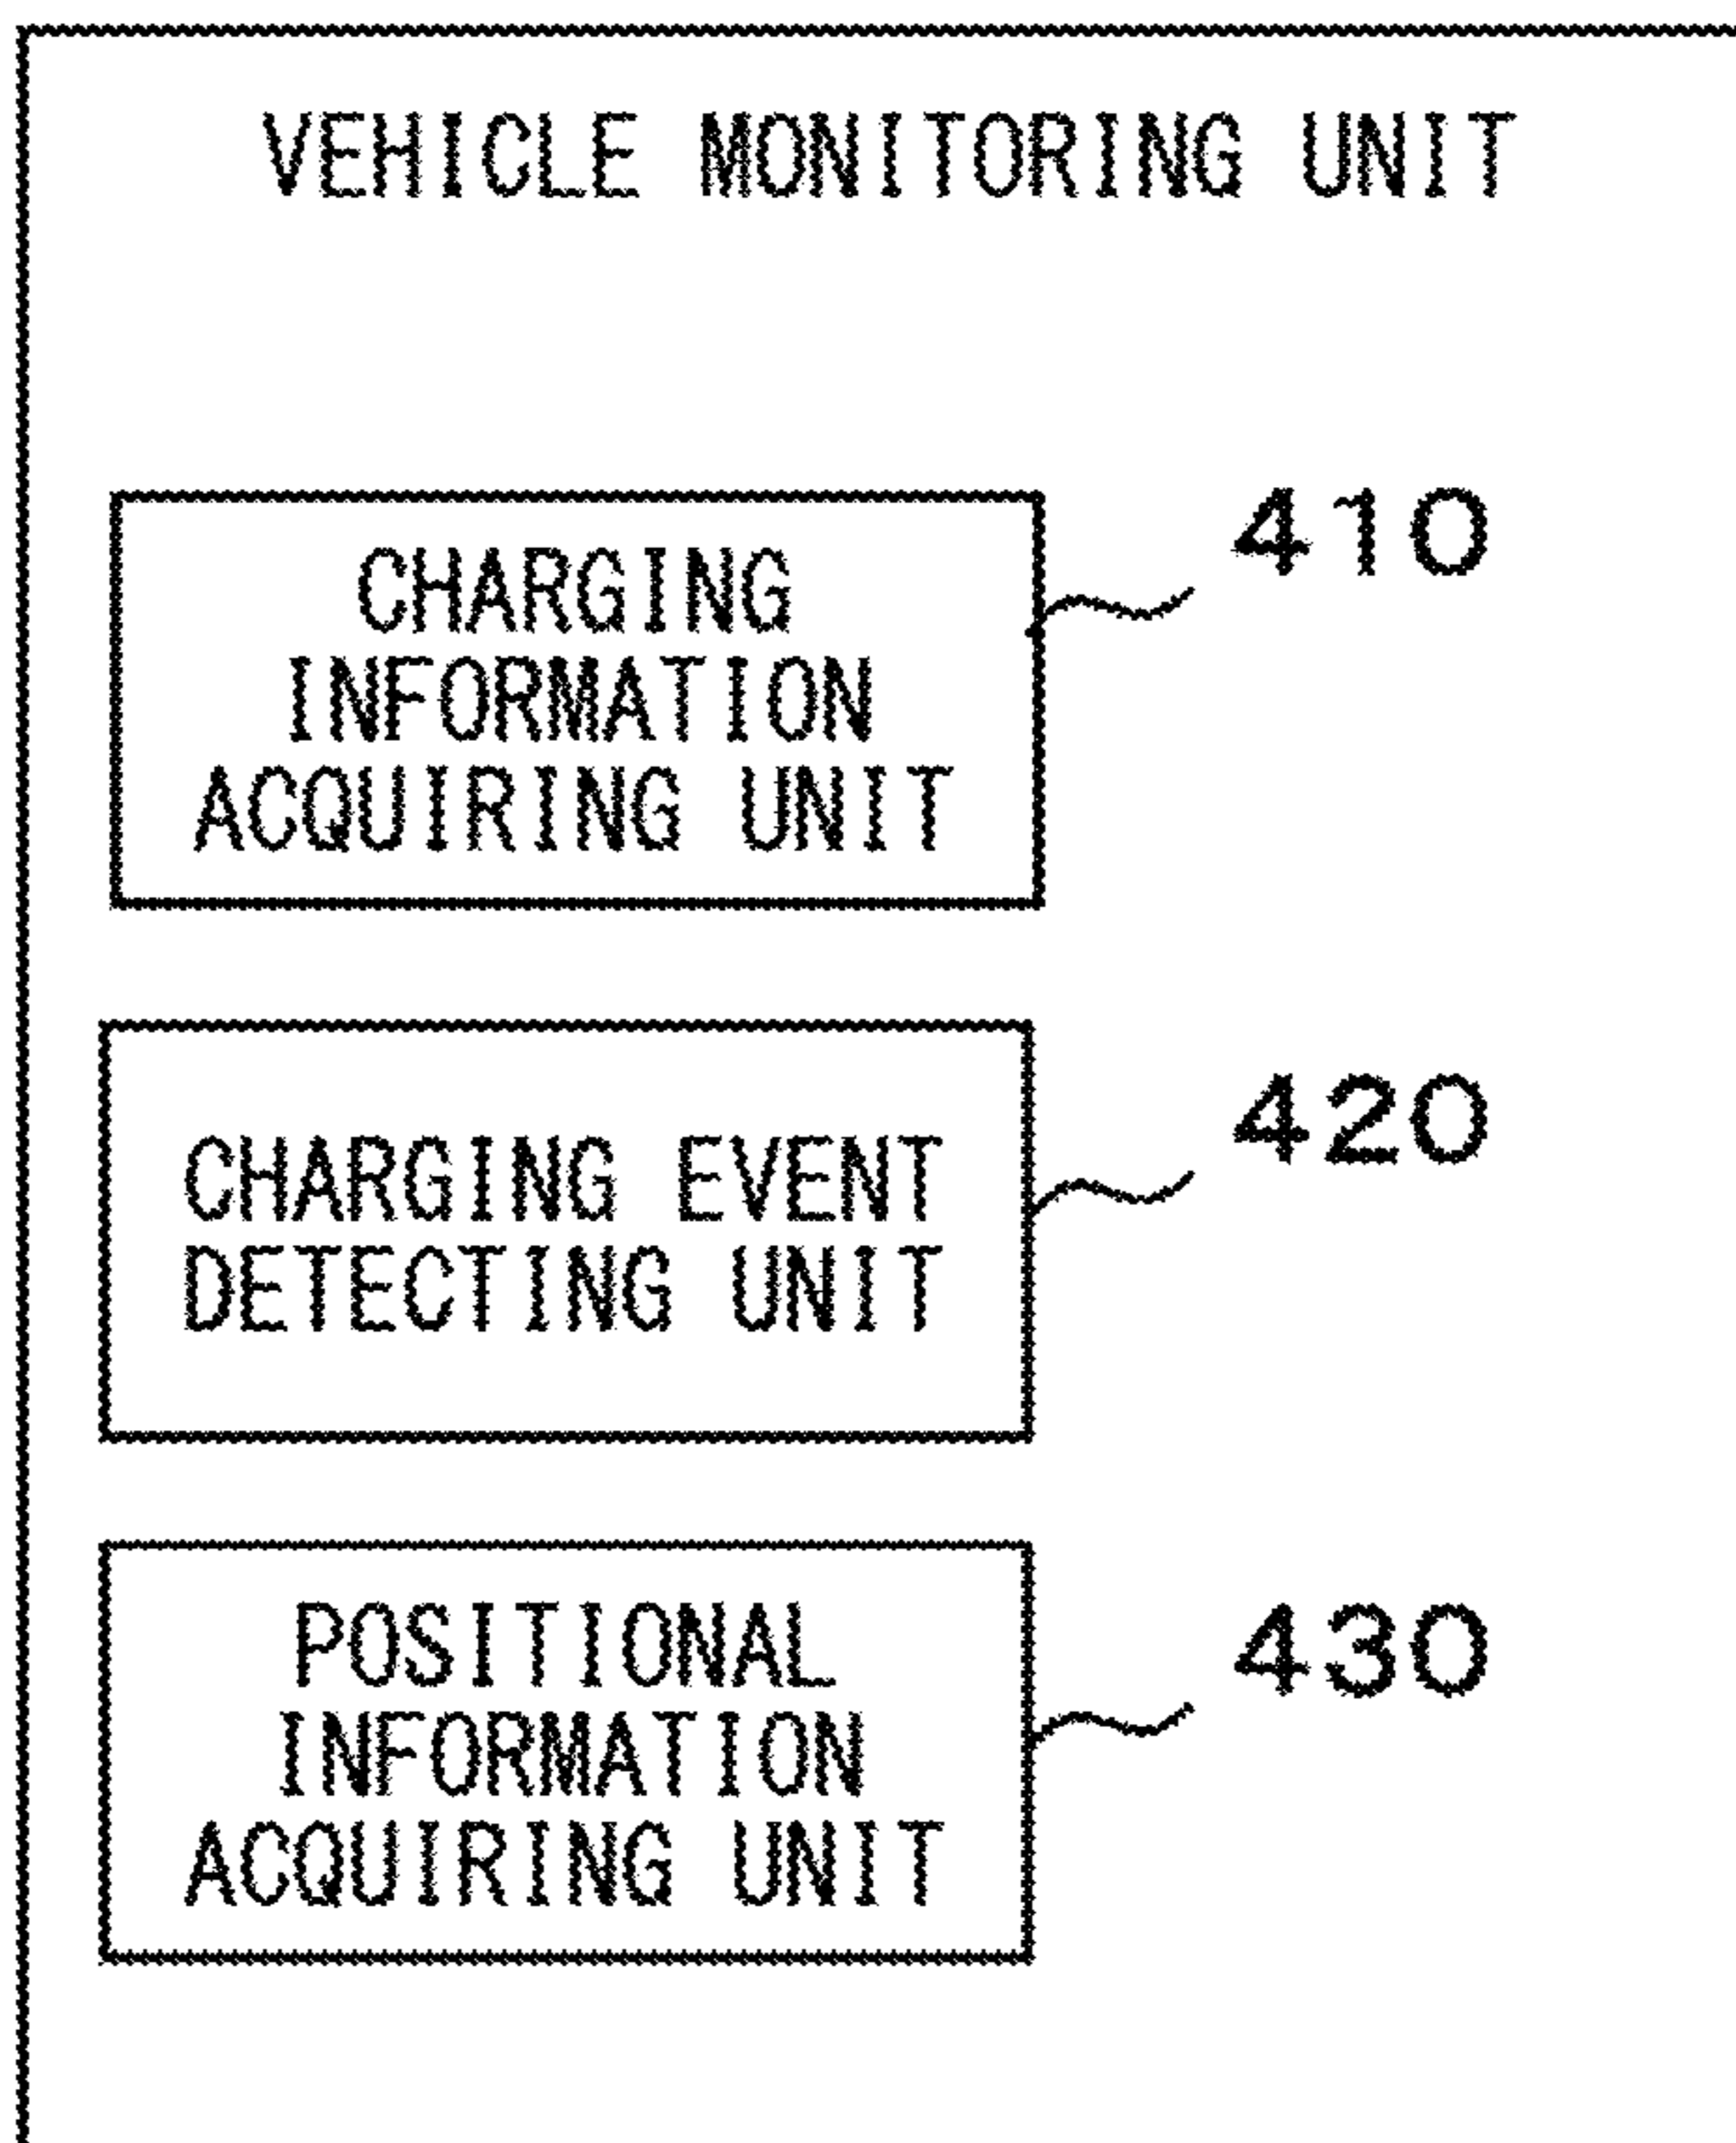 VEHICLE MONITORING UNIT
CHARGING
INFORMATION
ACQUIRING UNIT
410
CHARGING EVENT
DETECTING UNIT
420
POSITIONAL
INFORMATION
ACQUIRING UNIT
430